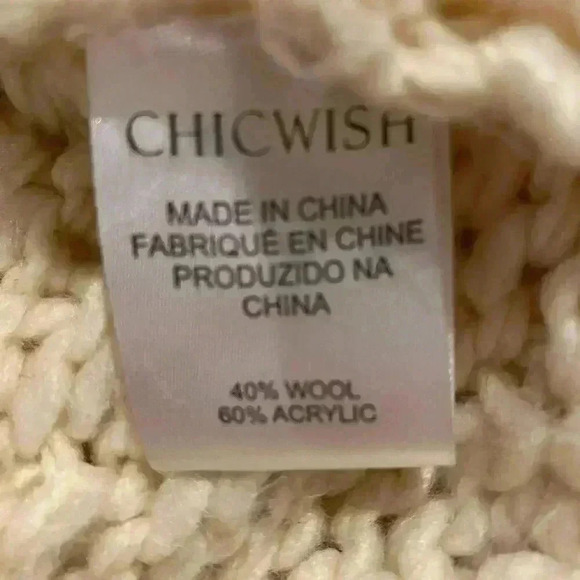 CHICWISH
MADE IN CHINA
FABRIQUÉ EN CHINE
PRODUZIDO NA
CHINA
40% WOOL
60% ACRYLIC